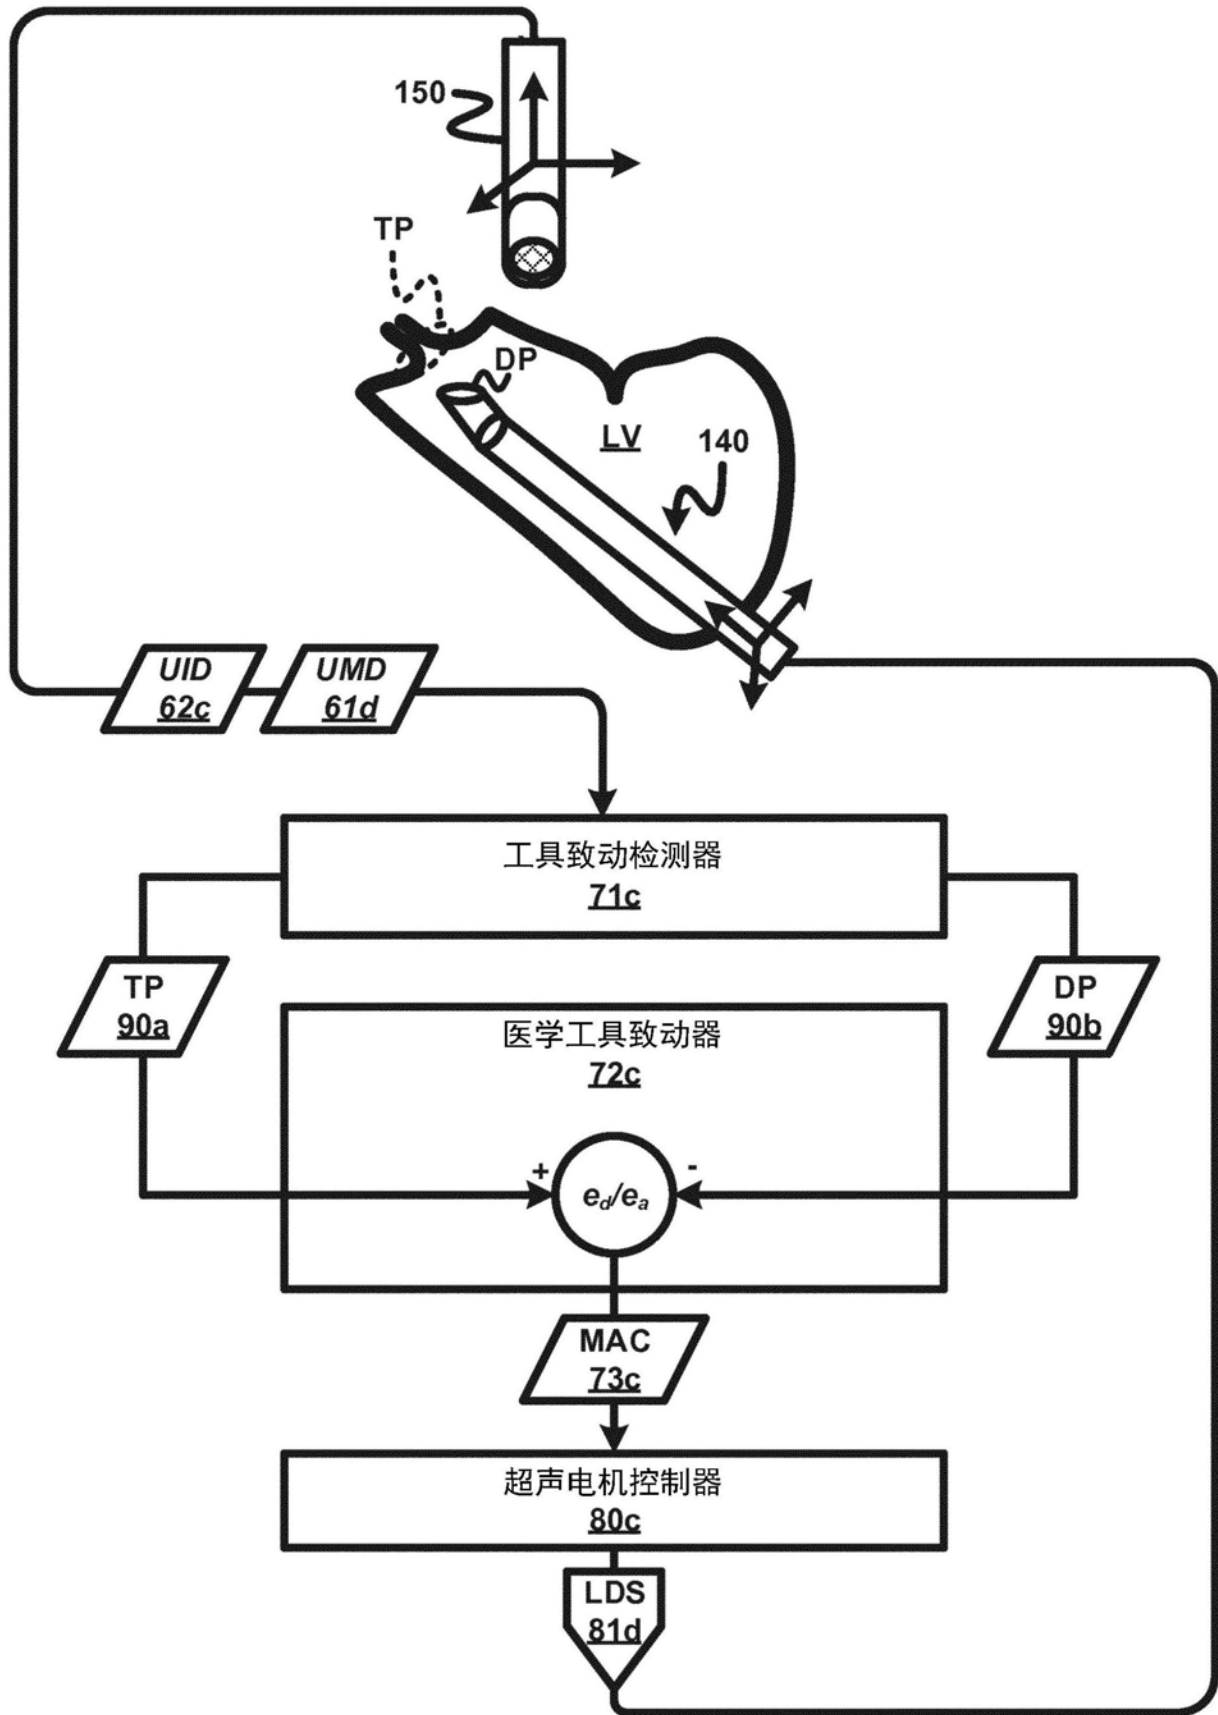 150
TP
DP
LV
140
UID
62c
UMD
61d
工具致动检测器
71c
TP
90a
DP
90b
医学工具致动器
72c
+
-
ed/ea
MAC
73c
超声电机控制器
80c
LDS
81d